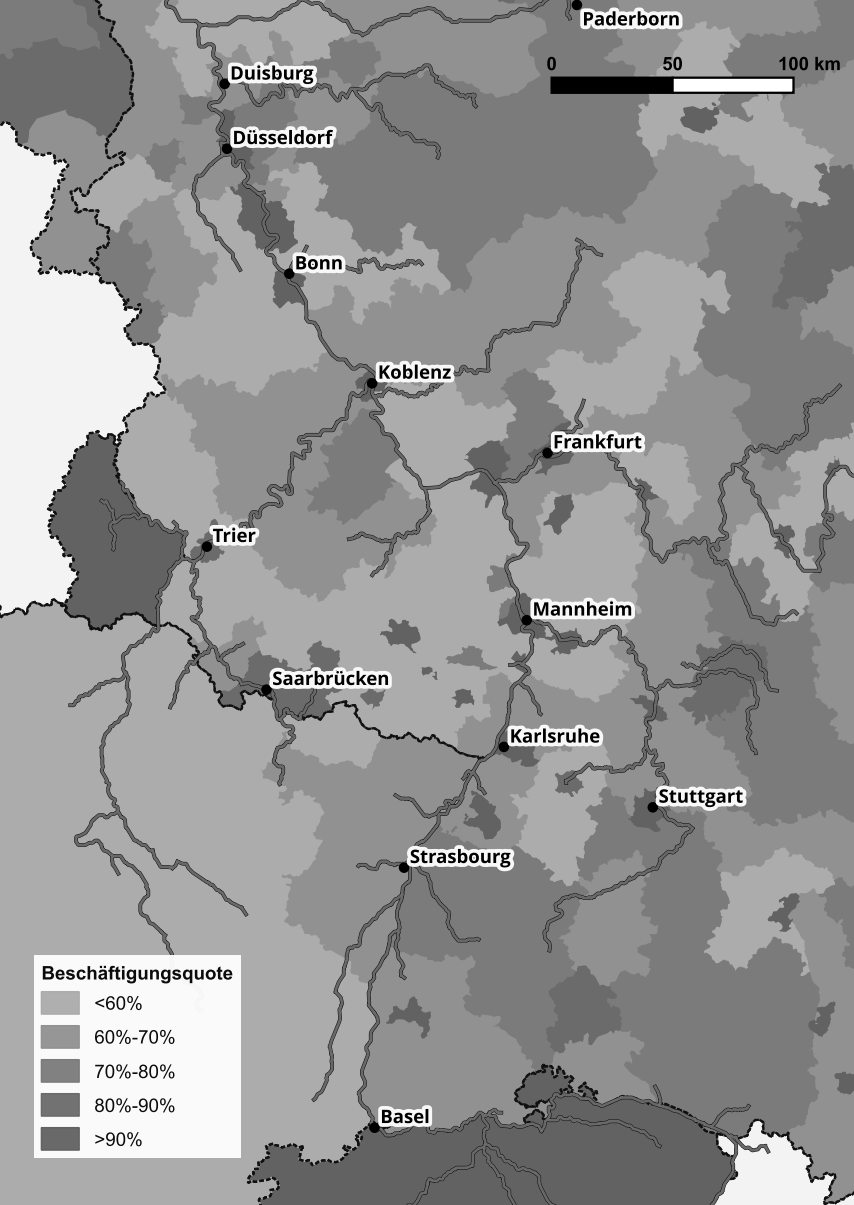 Paderborn
0 50 100 km
Duisburg
Düsseldorf
Bonn
Koblenz
Frankfurt
Trier
Mannheim
Saarbrücken
Karlsruhe
Stuttgart
Strasbourg
Beschäftigungsquote
<60%
60%-70%
70%-80%
80%-90%
>90%
Basel